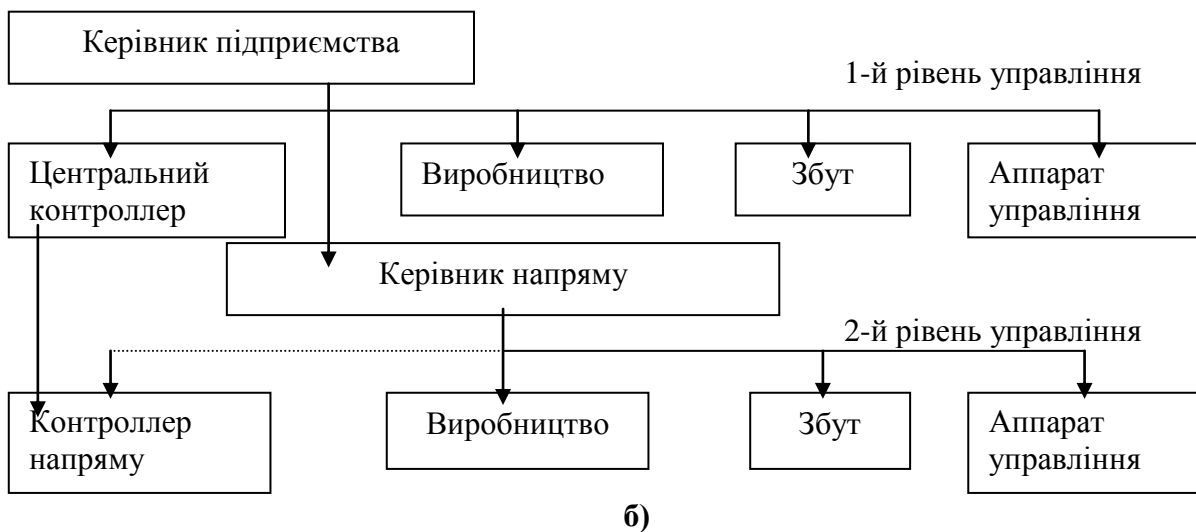 Керівник підприємства
1-й рівень управління
Центральний
контроллер
Виробництво
Збут
Аппарат
управління
Керівник напряму
2-й рівень управління
Контроллер
напряму
Виробництво
Збут
Аппарат
управління
б)